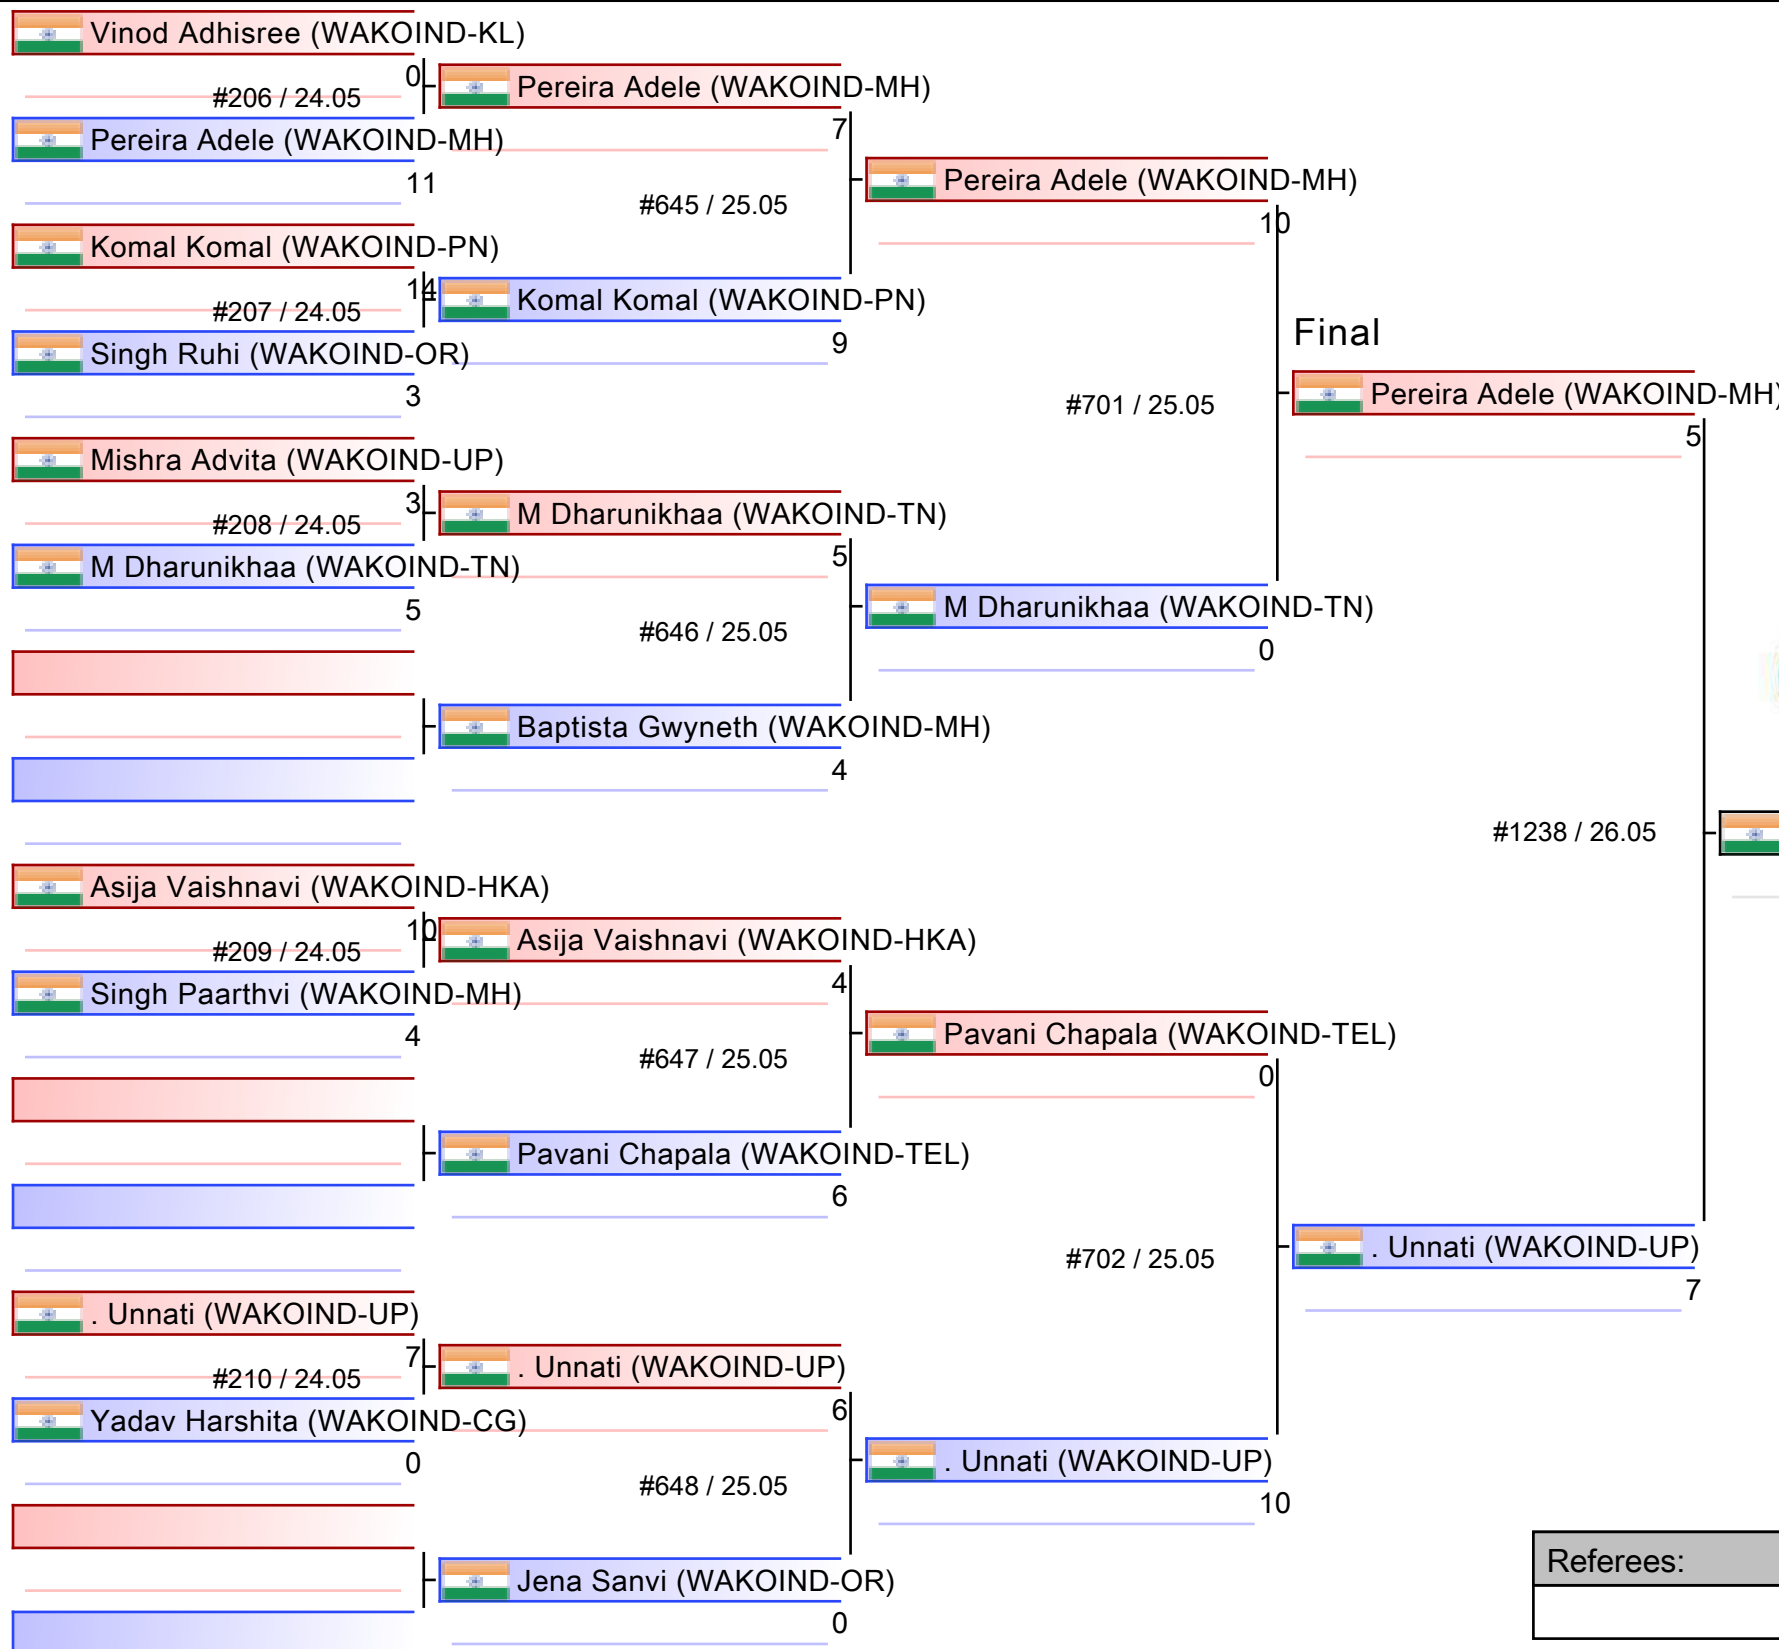 Vinod Adhisree (WAKOIND-KL)
0
#206 / 24.05
Pereira Adele (WAKOIND-MH)
11
Komal Komal (WAKOIND-PN)
14
#207 / 24.05
Singh Ruhi (WAKOIND-OR)
3
Mishra Advita (WAKOIND-UP)
3
#208 / 24.05
M Dharunikhaa (WAKOIND-TN)
5
Asija Vaishnavi (WAKOIND-HKA)
10
#209 / 24.05
Singh Paarthvi (WAKOIND-MH)
4
. Unnati (WAKOIND-UP)
7
#210 / 24.05
Yadav Harshita (WAKOIND-CG)
0
Pereira Adele (WAKOIND-MH)
7
#645 / 25.05
Komal Komal (WAKOIND-PN)
9
M Dharunikhaa (WAKOIND-TN)
5
#646 / 25.05
Baptista Gwyneth (WAKOIND-MH)
4
Asija Vaishnavi (WAKOIND-HKA)
4
#647 / 25.05
Pavani Chapala (WAKOIND-TEL)
6
. Unnati (WAKOIND-UP)
6
#648 / 25.05
Jena Sanvi (WAKOIND-OR)
0
Pereira Adele (WAKOIND-MH)
10
#701 / 25.05
M Dharunikhaa (WAKOIND-TN)
0
Pavani Chapala (WAKOIND-TEL)
0
#702 / 25.05
. Unnati (WAKOIND-UP)
10
Final
Pereira Adele (WAKOIND-MH)
5
#1238 / 26.05
. Unnati (WAKOIND-UP)
7
Referees: